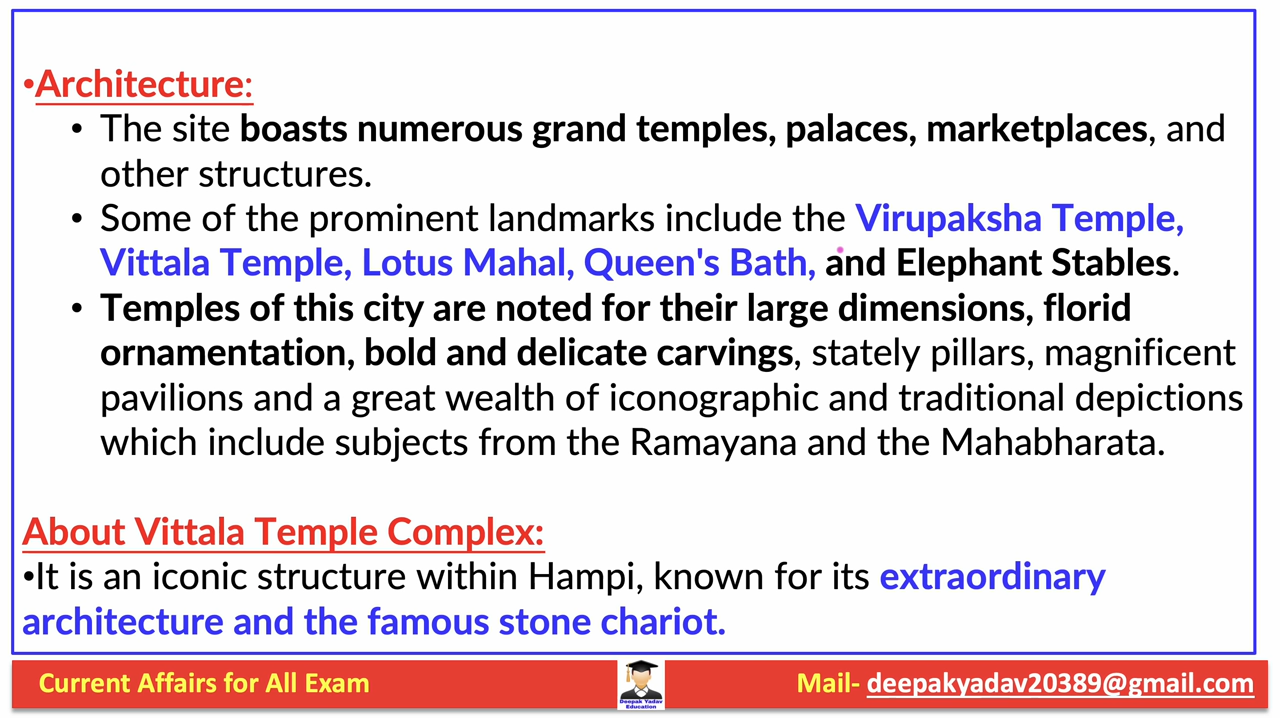 •Architecture:
• The site boasts numerous grand temples, palaces, marketplaces, and
other structures.
• Some of the prominent landmarks include the Virupaksha Temple,
Vittala Temple, Lotus Mahal, Queen's Bath, and Elephant Stables.
• Temples of this city are noted for their large dimensions, florid
ornamentation, bold and delicate carvings, stately pillars, magnificent
pavilions and a great wealth of iconographic and traditional depictions
which include subjects from the Ramayana and the Mahabharata.
About Vittala Temple Complex:
•It is an iconic structure within Hampi, known for its extraordinary
architecture and the famous stone chariot.
Current Affairs for All Exam
Deepak Yadav
Education
Mail- deepakyadav20389@gmail.com